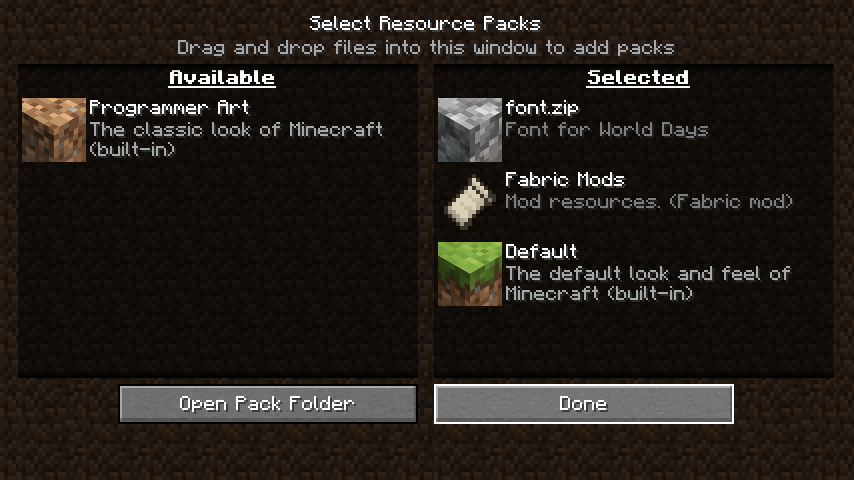 Select Resource Packs
Drag and drop files into this window to add packs
Available
Programmer Art
The classic look of Minecraft
(built-in)
Selected
font.zip
Font for World Days
Fabric Mods
Mod resources. (Fabric mod)
Default
The default look and feel of
Minecraft (built-in)
Open Pack Folder
Done